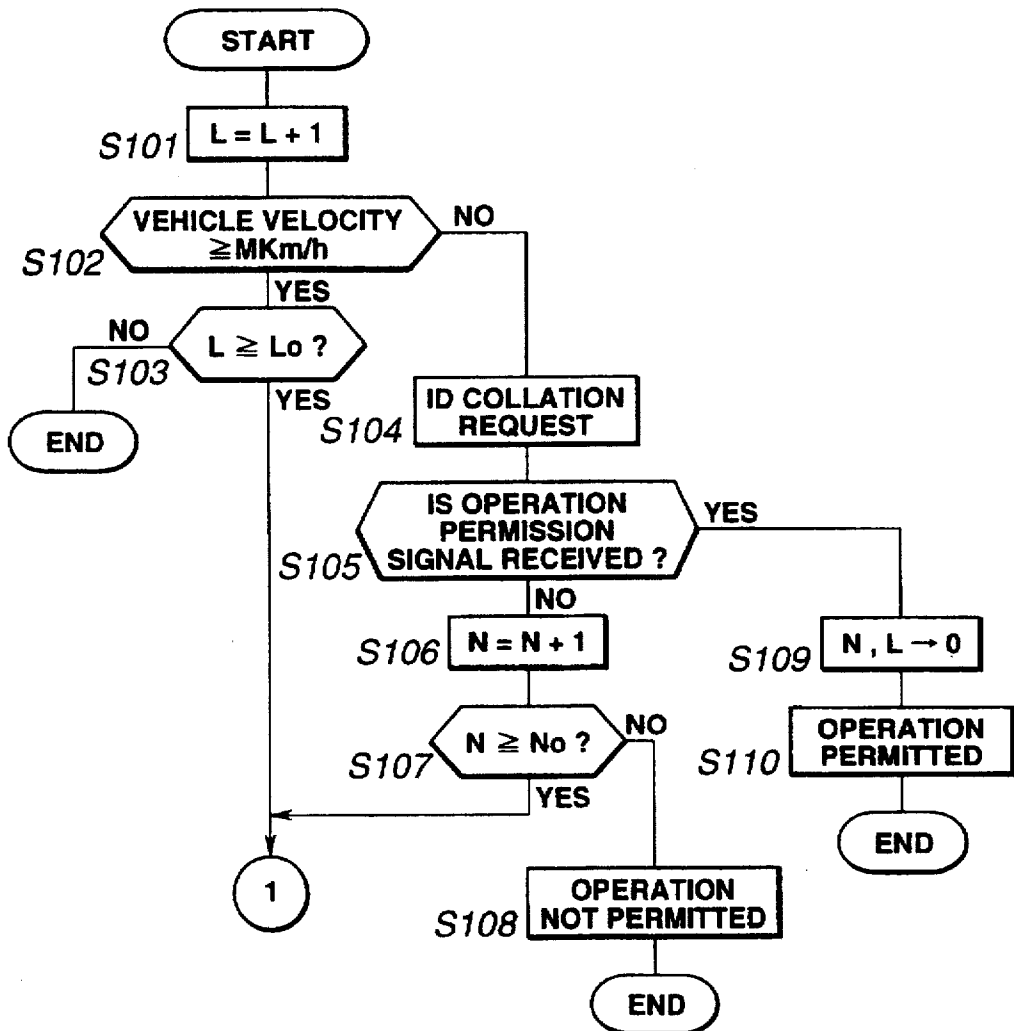 START
S101
L = L + 1
S102
VEHICLE VELOCITY
≧MKm/h
NO
YES
S103
NO
L ≧ Lo ?
YES
END
S104
ID COLLATION
REQUEST
S105
IS OPERATION
PERMISSION
SIGNAL RECEIVED ?
YES
NO
S106
N = N + 1
S109
N , L → 0
S107
N ≧ No ?
NO
YES
S110
OPERATION
PERMITTED
END
1
S108
OPERATION
NOT PERMITTED
END